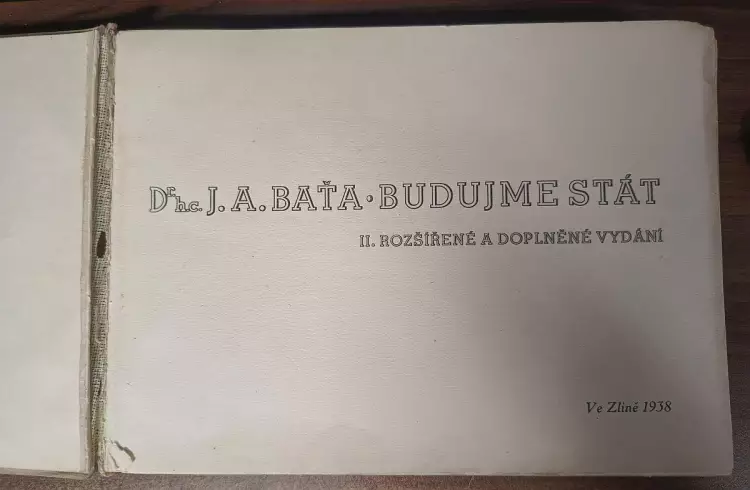 Dr h.c. J. A. BAŤA · BUDUJME STÁT
II. ROZŠÍŘENÉ A DOPLNĚNÉ VYDÁNÍ
Ve Zlíně 1938